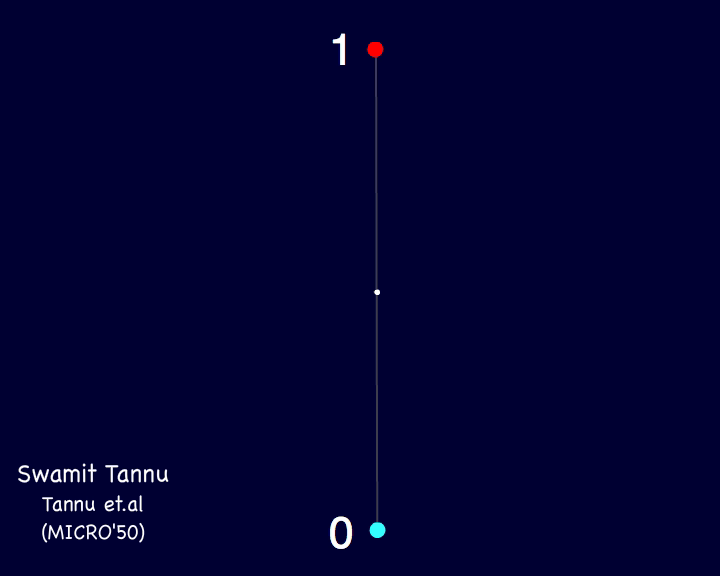 1
Swamit Tannu
Tannu et.al
(MICRO'50)
0